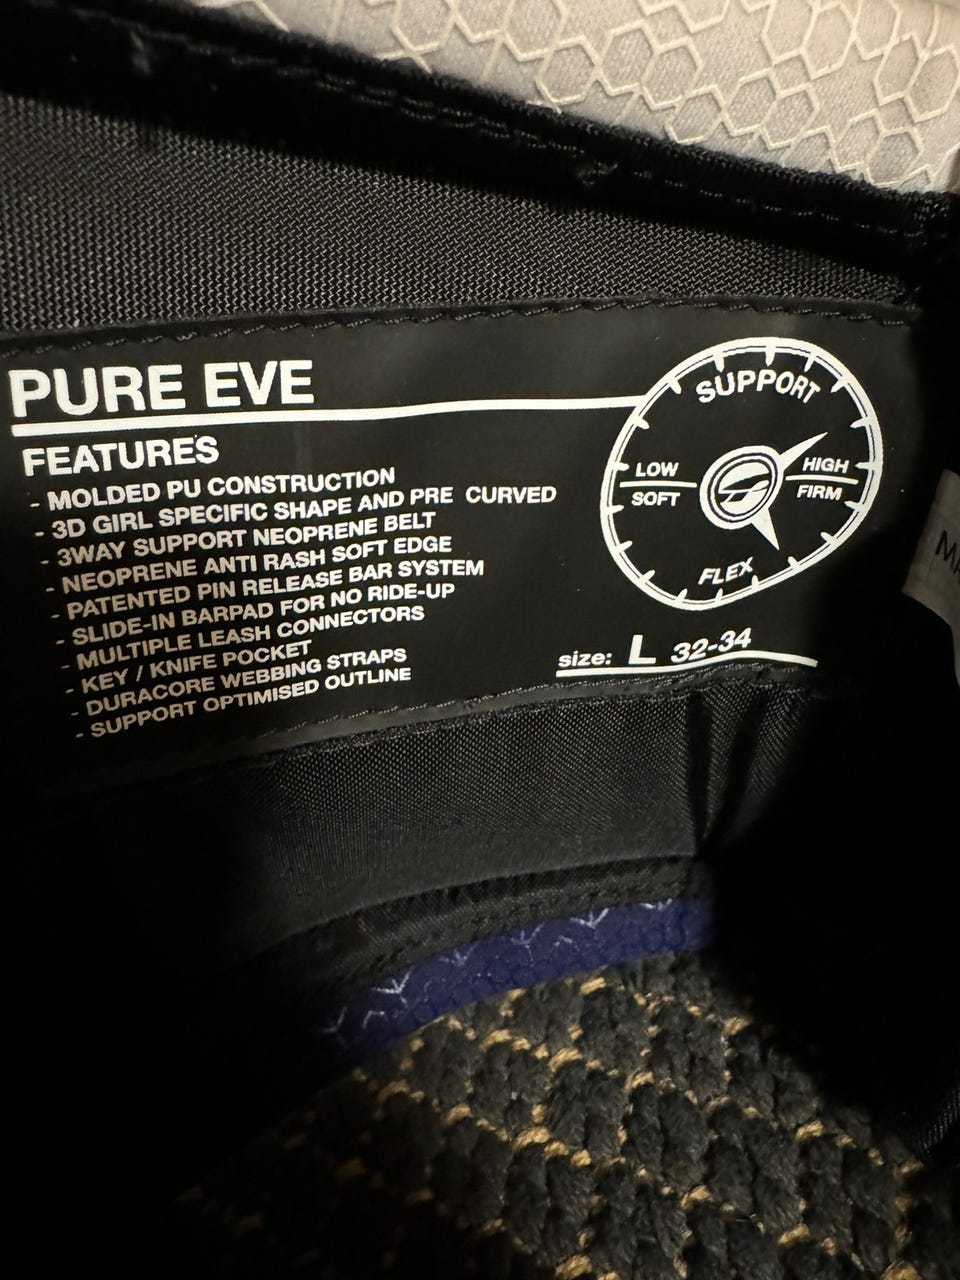 PURE EVE
FEATURES
- MOLDED PU CONSTRUCTION
- 3D GIRL SPECIFIC SHAPE AND PRE CURVED
- 3WAY SUPPORT NEOPRENE BELT
- NEOPRENE ANTI RASH SOFT EDGE
- PATENTED PIN RELEASE BAR SYSTEM
- SLIDE-IN BARPAD FOR NO RIDE-UP
- MULTIPLE LEASH CONNECTORS
- KEY / KNIFE POCKET
- DURACORE WEBBING STRAPS
- SUPPORT OPTIMISED OUTLINE
SUPPORT
LOW HIGH
SOFT FIRM
FLEX
size: L 32-34